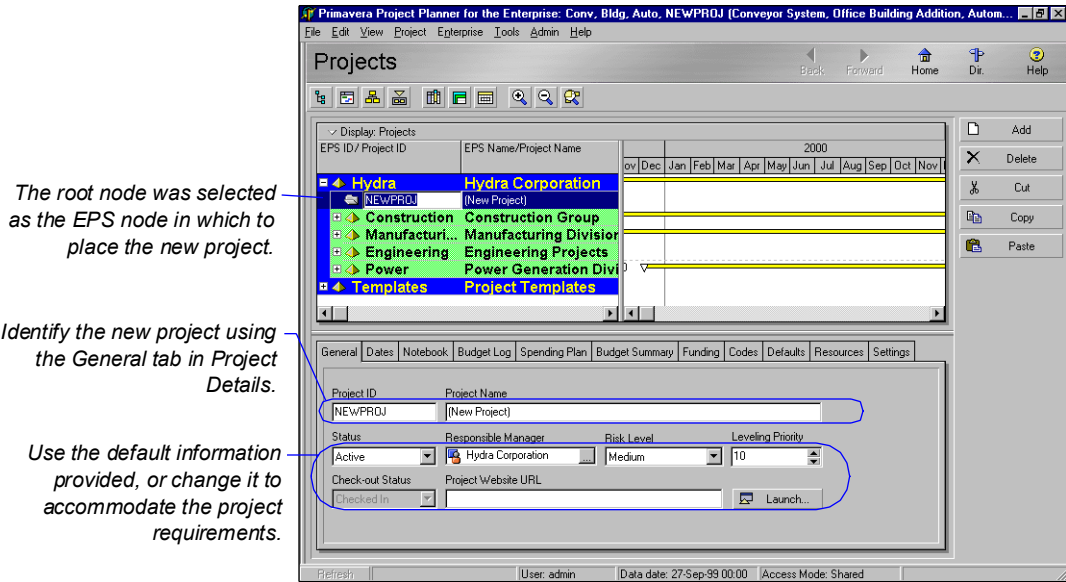 Primavera Project Planner for the Enterprise: Conv, Bldg, Auto, NEWPROJ (Conveyor System, Office Building Addition, Autom...
File Edit View Project Enterprise Tools Admin Help
Projects
Back Forward Home Dir. Help
Display: Projects
EPS ID / Project ID EPS Name/Project Name 2000
ov Dec Jan Feb Mar Apr May Jun Jul Aug Sep Oct Nov
Hydra Hydra Corporation
NEWPROJ (New Project)
Construction Construction Group
Manufacturi... Manufacturing Division
Engineering Engineering Projects
Power Power Generation Divi
Templates Project Templates
Add
Delete
Cut
Copy
Paste
The root node was selected
as the EPS node in which to
place the new project.
Identify the new project using
the General tab in Project
Details.
Use the default information
provided, or change it to
accommodate the project
requirements.
General Dates Notebook Budget Log Spending Plan Budget Summary Funding Codes Defaults Resources Settings
Project ID Project Name
NEWPROJ (New Project)
Status Responsible Manager Risk Level Leveling Priority
Active Hydra Corporation ... Medium 10
Check-out Status Project Website URL
Checked In Launch...
Refresh User: admin Data date: 27-Sep-99 00:00 Access Mode: Shared